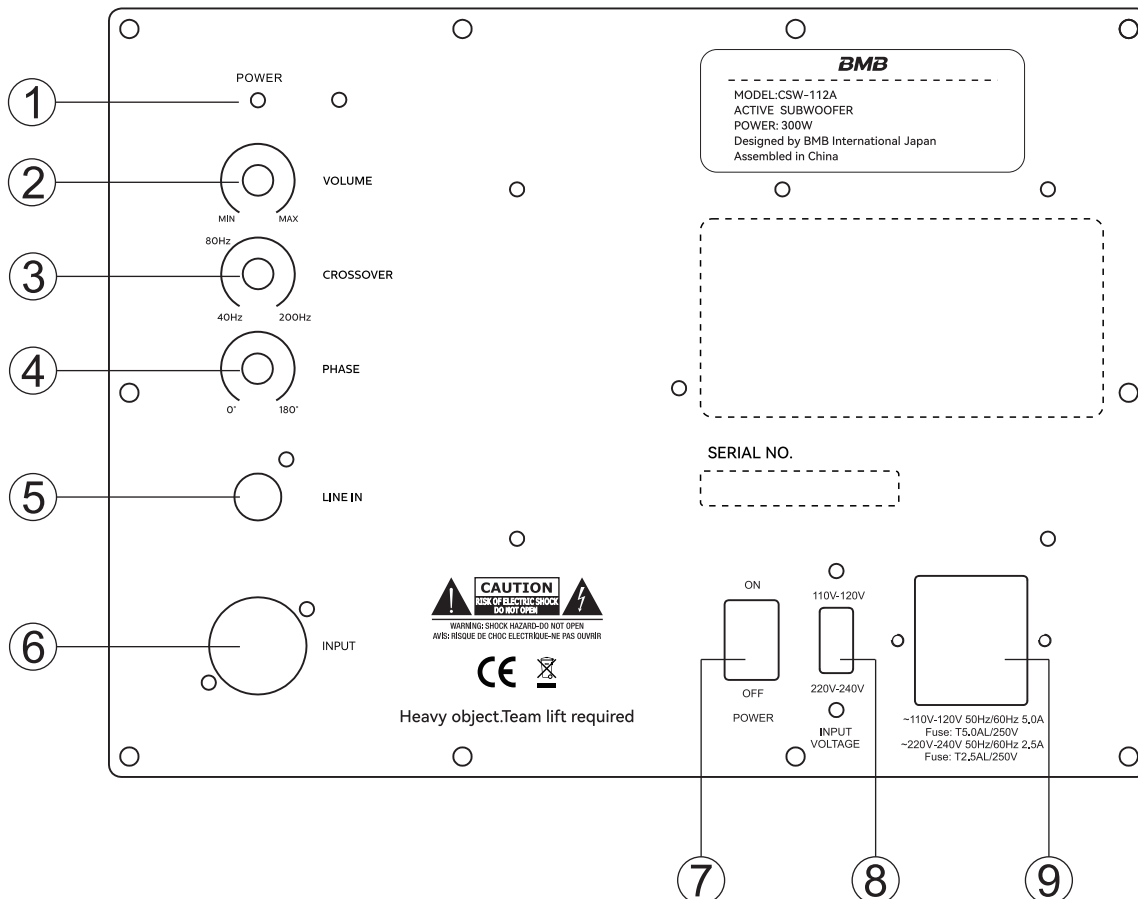 POWER
1
BMB
MODEL:CSW-112A
ACTIVE SUBWOOFER
POWER: 300W
Designed by BMB International Japan
Assembled in China
2
VOLUME
MIN
MAX
80Hz
3
CROSSOVER
40Hz
200Hz
4
PHASE
0°
180°
SERIAL NO.
5
LINE IN
CAUTION
RISK OF ELECTRIC SHOCK
DO NOT OPEN
WARNING: SHOCK HAZARD-DO NOT OPEN
AVIS: RISQUE DE CHOC ELECTRIQUE-NE PAS OUVRIR
CE
Heavy object.Team lift required
6
INPUT
ON
OFF
POWER
110V-120V
220V-240V
INPUT
VOLTAGE
~110V-120V 50Hz/60Hz 5.0A
Fuse: T5.0AL/250V
~220V-240V 50Hz/60Hz 2.5A
Fuse: T2.5AL/250V
7
8
9